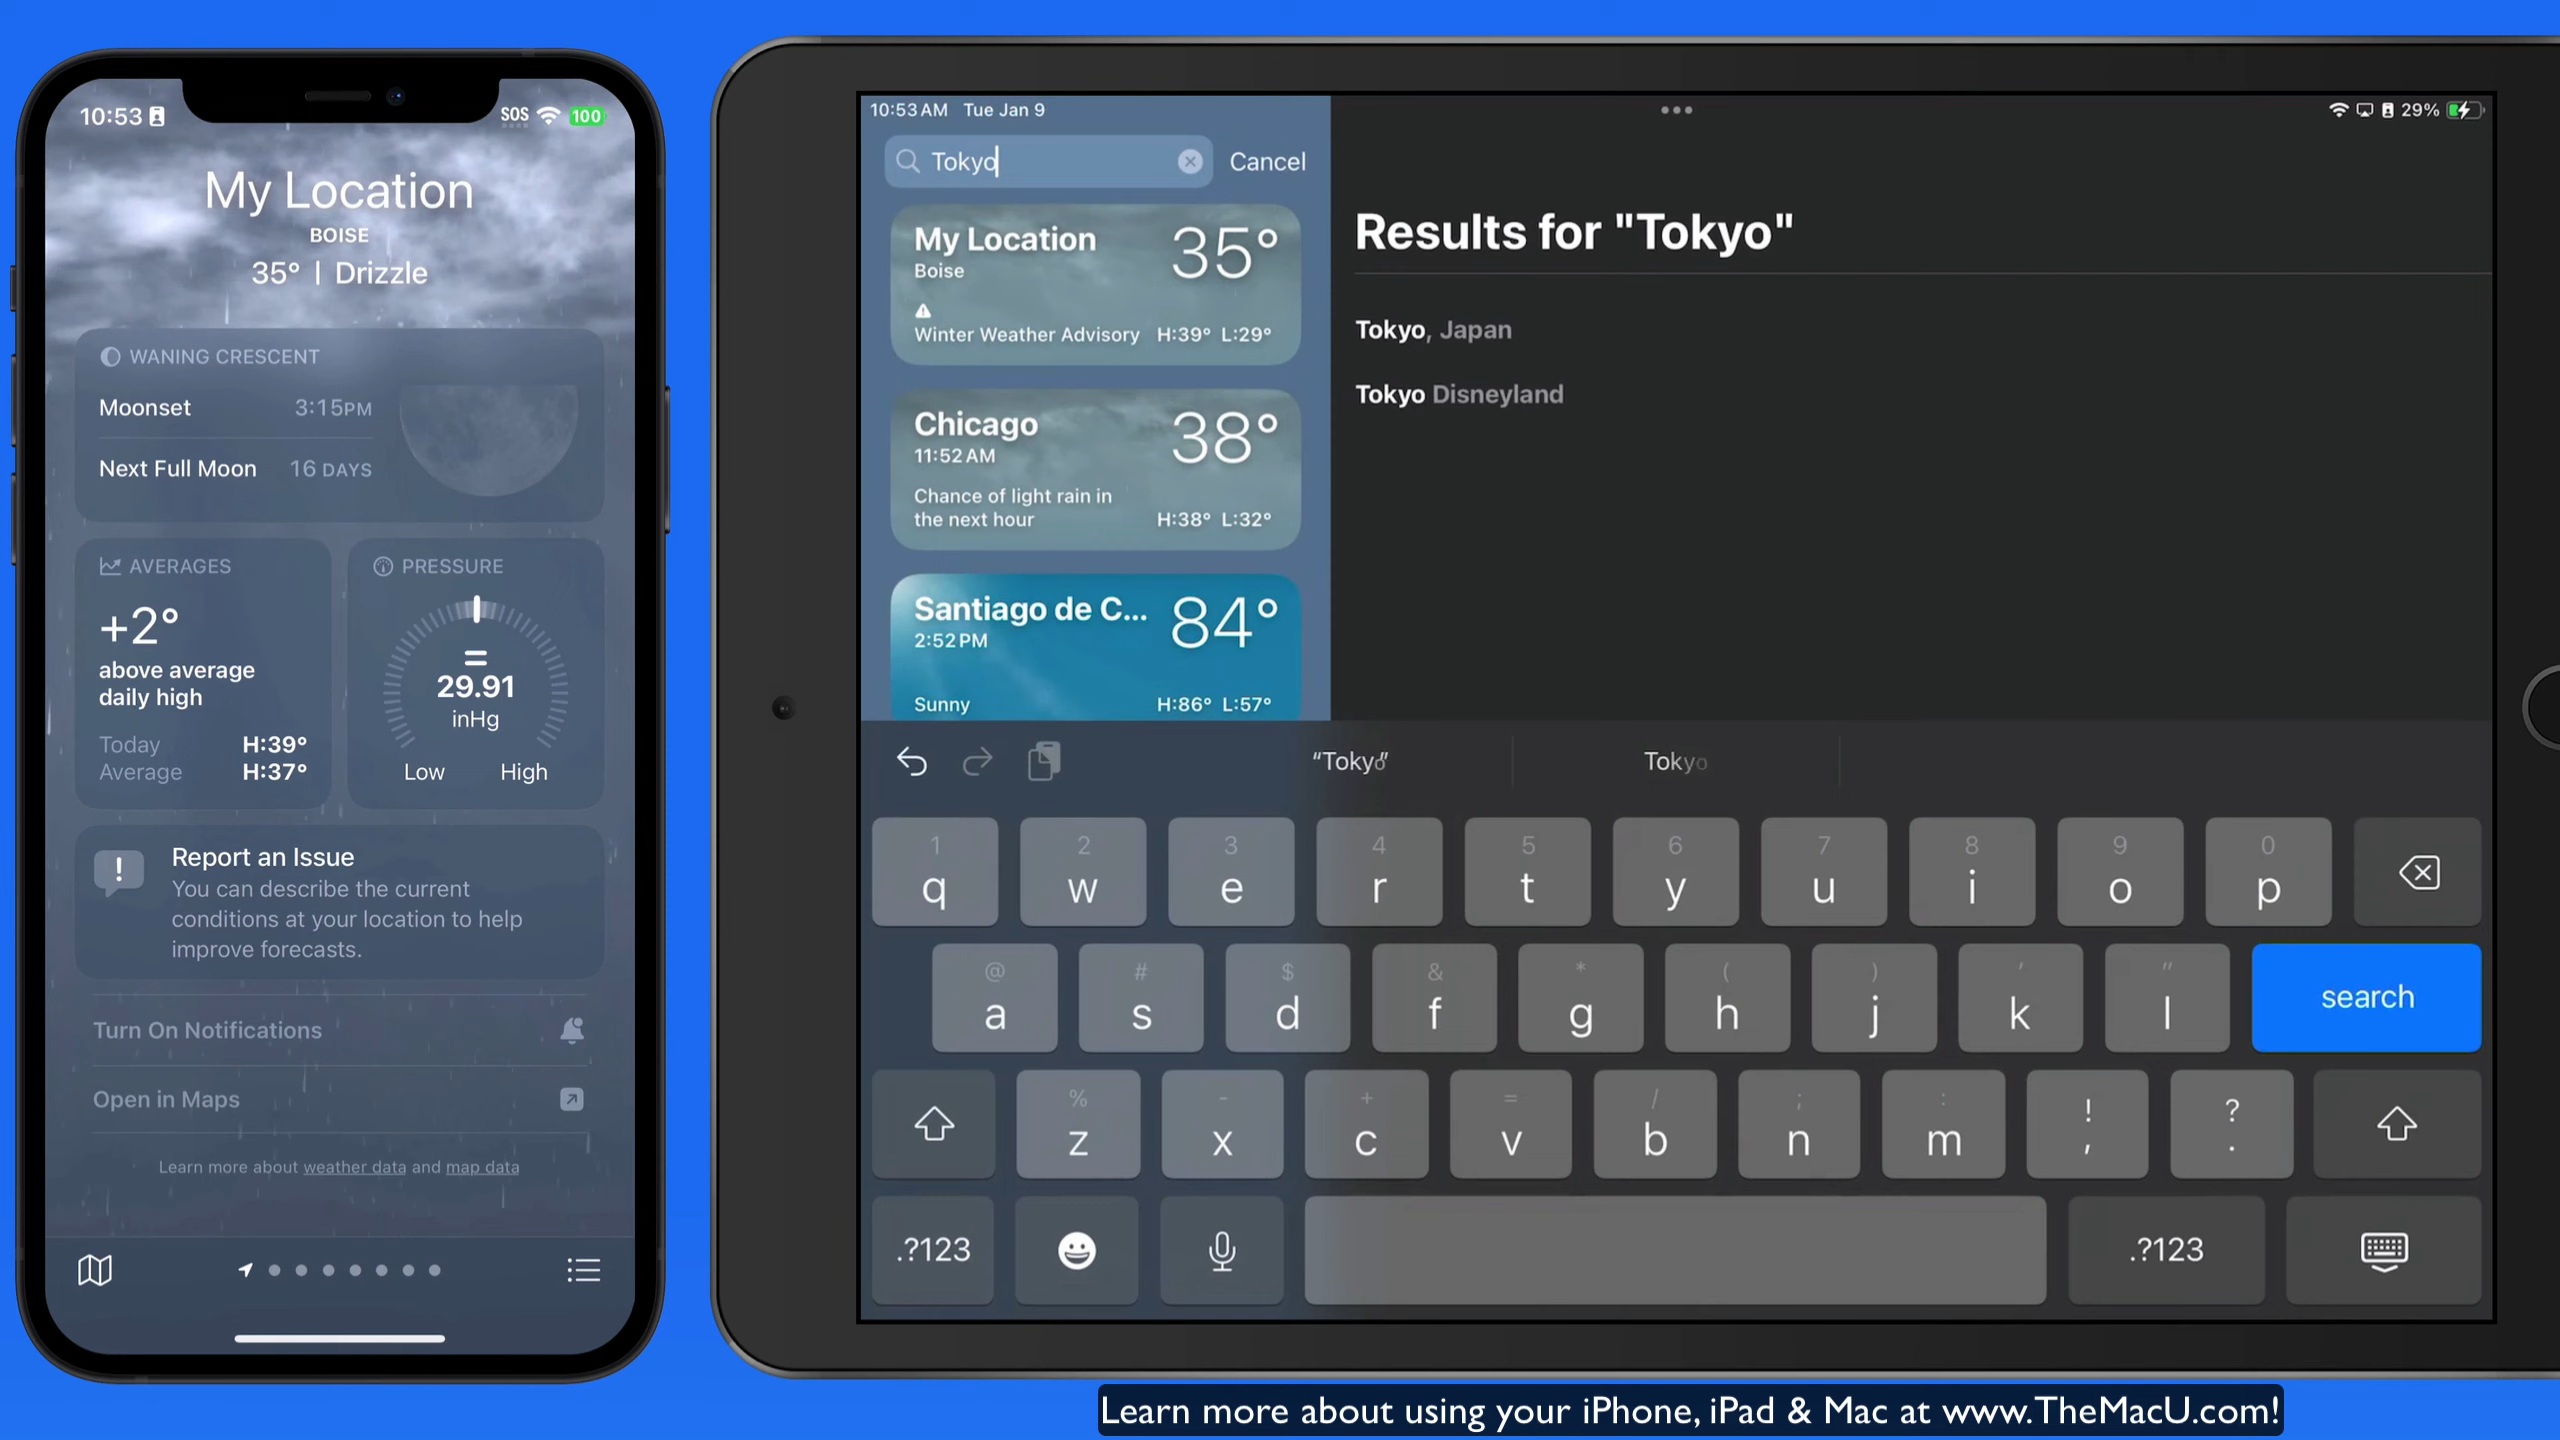 10:53
SOS
100
My Location
BOISE
35° | Drizzle
WANING CRESCENT
Moonset 3:15PM
Next Full Moon 16 DAYS
AVERAGES
+2°
above average
daily high
Today H:39°
Average H:37°
PRESSURE
=
29.91
inHg
Low High
!
Report an Issue
You can describe the current
conditions at your location to help
improve forecasts.
Turn On Notifications
Open in Maps
Learn more about weather data and map data
10:53 AM Tue Jan 9
29%
Tokyo
Cancel
My Location 35°
Boise
Winter Weather Advisory H:39° L:29°
Chicago 38°
11:52 AM
Chance of light rain in
the next hour H:38° L:32°
Santiago de C... 84°
2:52 PM
Sunny H:86° L:57°
Results for "Tokyo"
Tokyo, Japan
Tokyo Disneyland
“Tokyo” Tokyo
1 2 3 4 5 6 7 8 9 0
q w e r t y u i o p
@ # $ & * ( ) ' "
a s d f g h j k l search
% - + = / ; : ! ?
z x c v b n m , .
.?123 .?123
Learn more about using your iPhone, iPad & Mac at www.TheMacU.com!